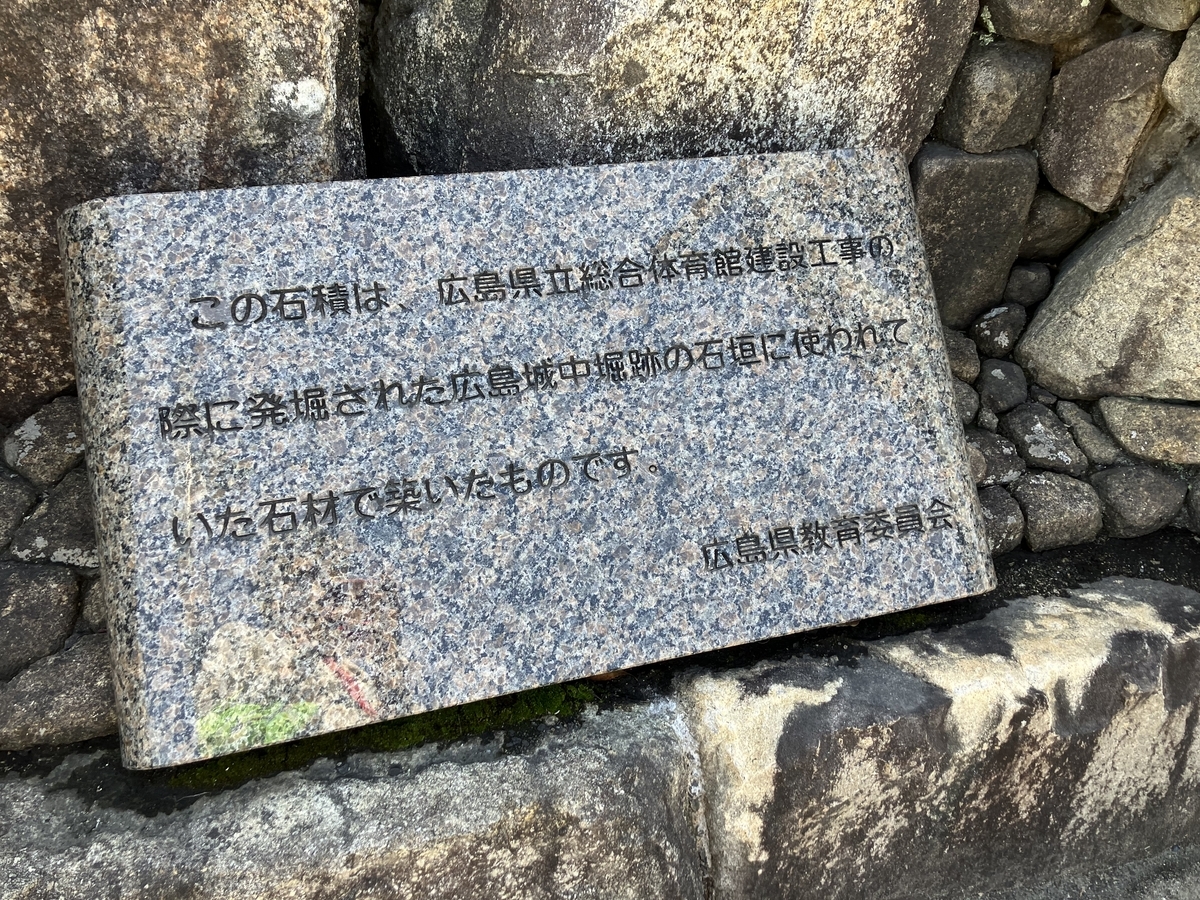 この石積は、広島県立総合体育館建設工事の
際に発堀された広島城中堀跡の石垣に使われて
いた石材で築いたものです。
広島県教育委員会